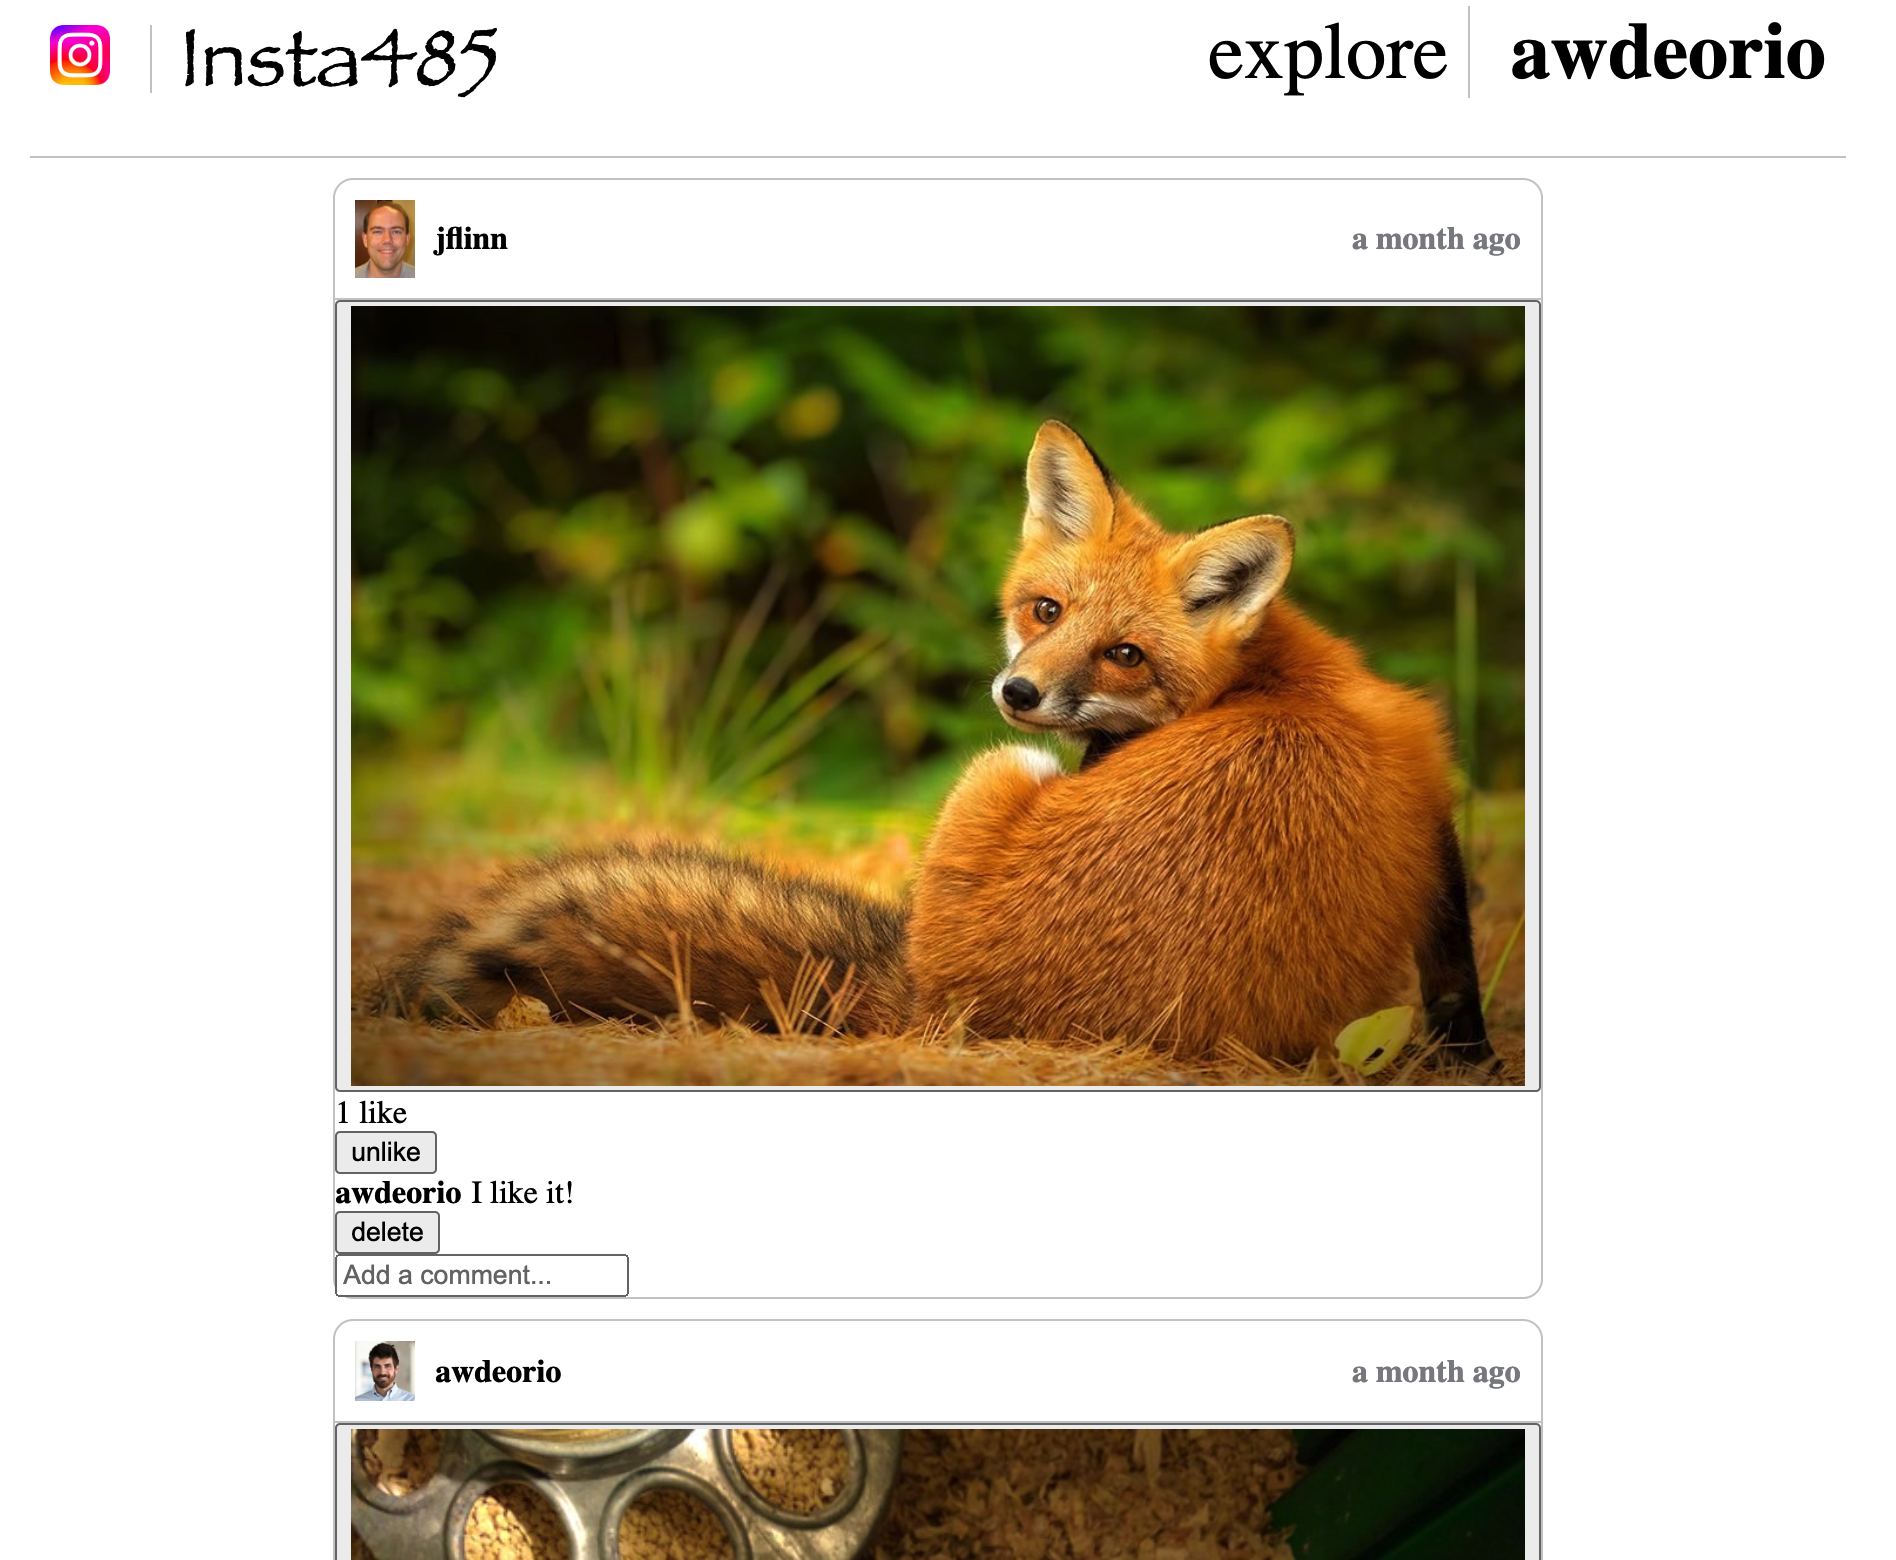 Insta485
explore
awdeorio
jflinn
a month ago
1 like
unlike
awdeorio I like it!
delete
Add a comment...
awdeorio
a month ago